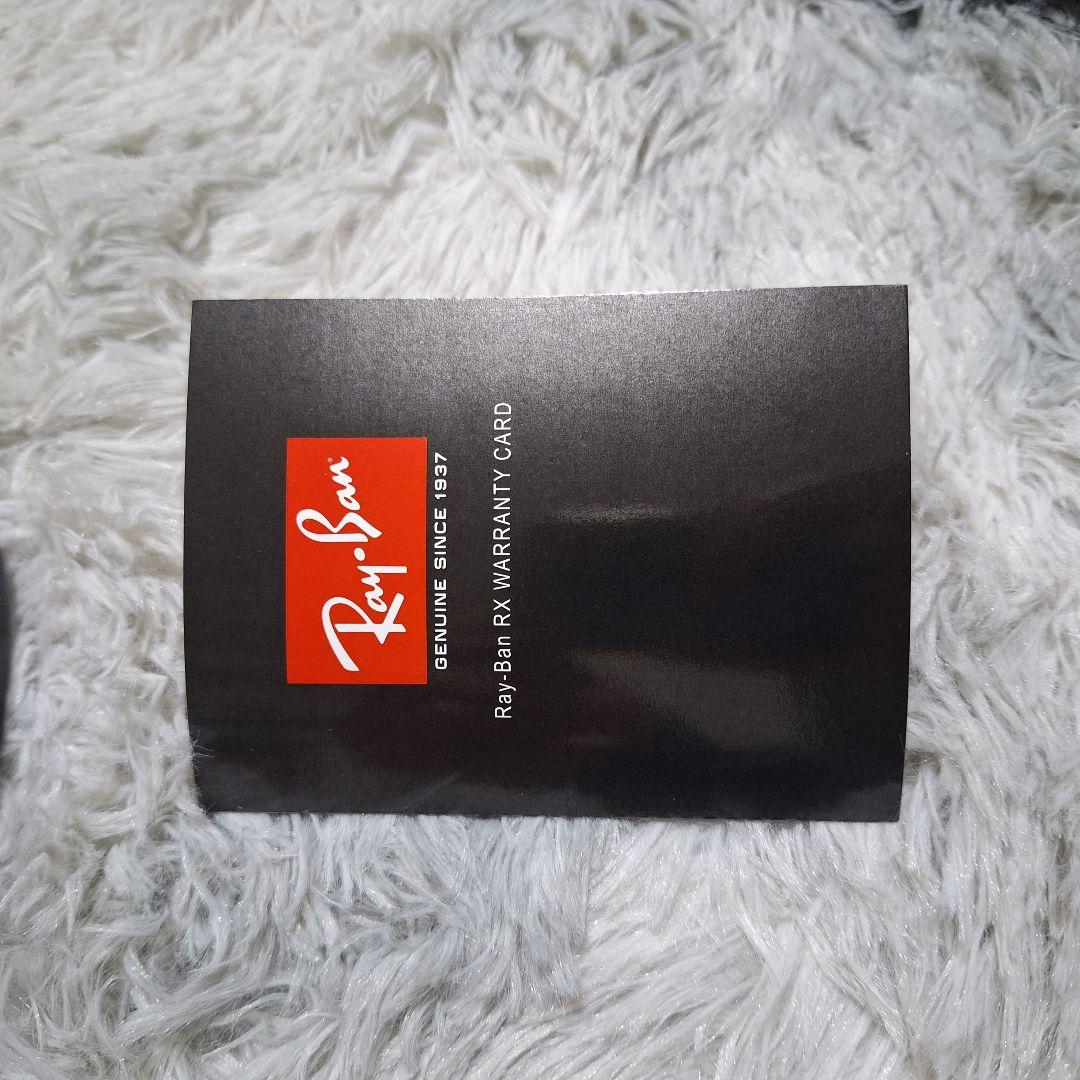 Ray-Ban®
GENUINE SINCE 1937
Ray-Ban RX WARRANTY CARD